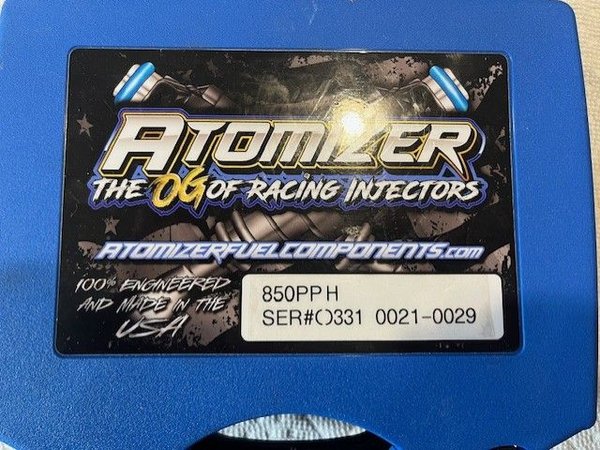 ATOMIZER
THE OG OF RACING INJECTORS
ATOMIZERFUELCOMPONENTS.COM
100% ENGINEERED
AND MADE IN THE
USA
850PPH
SER#()331 0021-0029